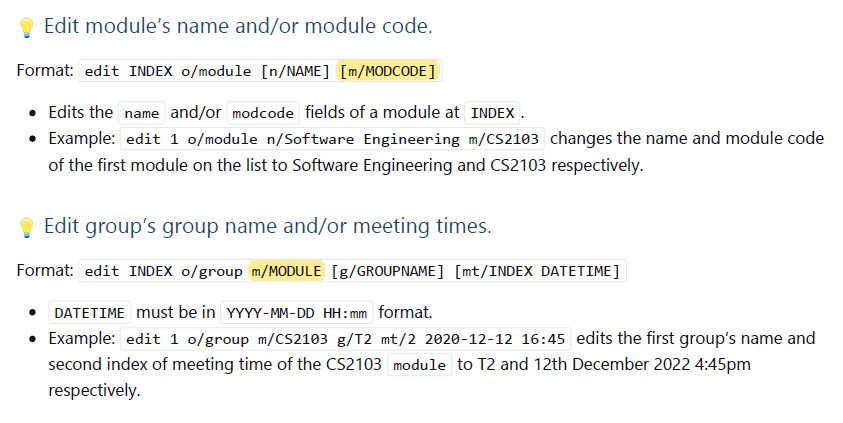 Edit module’s name and/or module code.
Format: edit INDEX o/module [n/NAME] [m/MODCODE]
Edits the name and/or modcode fields of a module at INDEX.
Example: edit 1 o/module n/Software Engineering m/CS2103 changes the name and module code
of the first module on the list to Software Engineering and CS2103 respectively.
Edit group’s group name and/or meeting times.
Format: edit INDEX o/group m/MODULE [g/GROUPNAME] [mt/INDEX DATETIME]
DATETIME must be in YYYY-MM-DD HH:mm format.
Example: edit 1 o/group m/CS2103 g/T2 mt/2 2020-12-12 16:45 edits the first group’s name and
second index of meeting time of the CS2103 module to T2 and 12th December 2022 4:45pm
respectively.